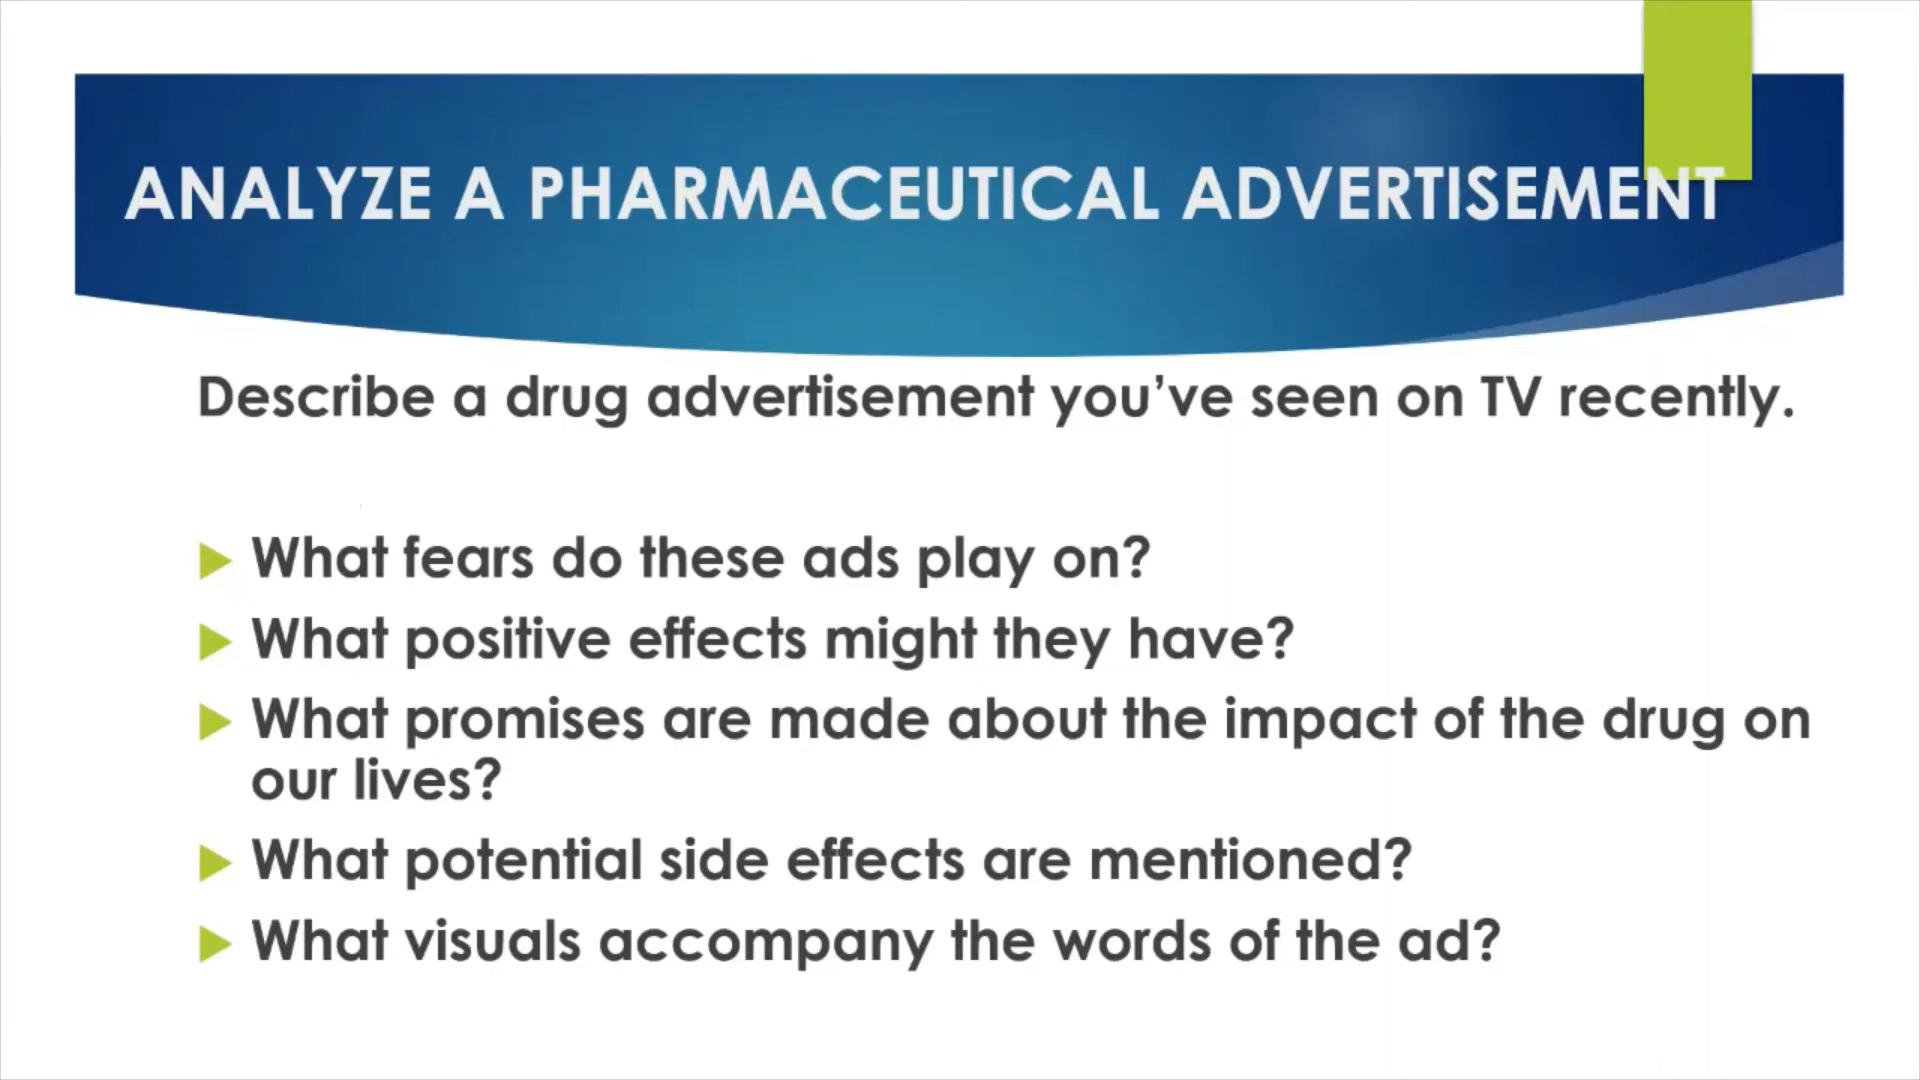 ANALYZE A PHARMACEUTICAL ADVERTISEMENT
Describe a drug advertisement you’ve seen on TV recently.
What fears do these ads play on?
What positive effects might they have?
What promises are made about the impact of the drug on
our lives?
What potential side effects are mentioned?
What visuals accompany the words of the ad?